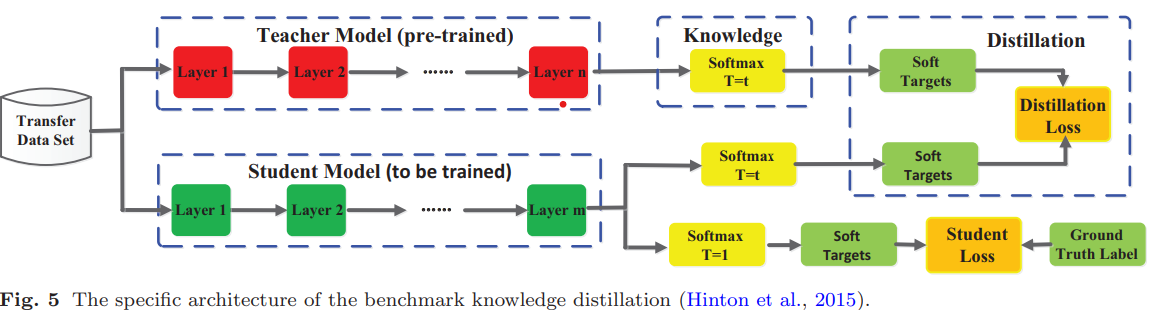 Teacher Model (pre-trained)
Knowledge
Distillation
Layer 1
Layer 2
······
Layer n
Softmax
T=t
Soft
Targets
Distillation
Loss
Transfer
Data Set
Student Model (to be trained)
Softmax
T=t
Soft
Targets
Layer 1
Layer 2
······
Layer m
Softmax
T=1
Soft
Targets
Student
Loss
Ground
Truth Label
Fig. 5 The specific architecture of the benchmark knowledge distillation (Hinton et al., 2015).